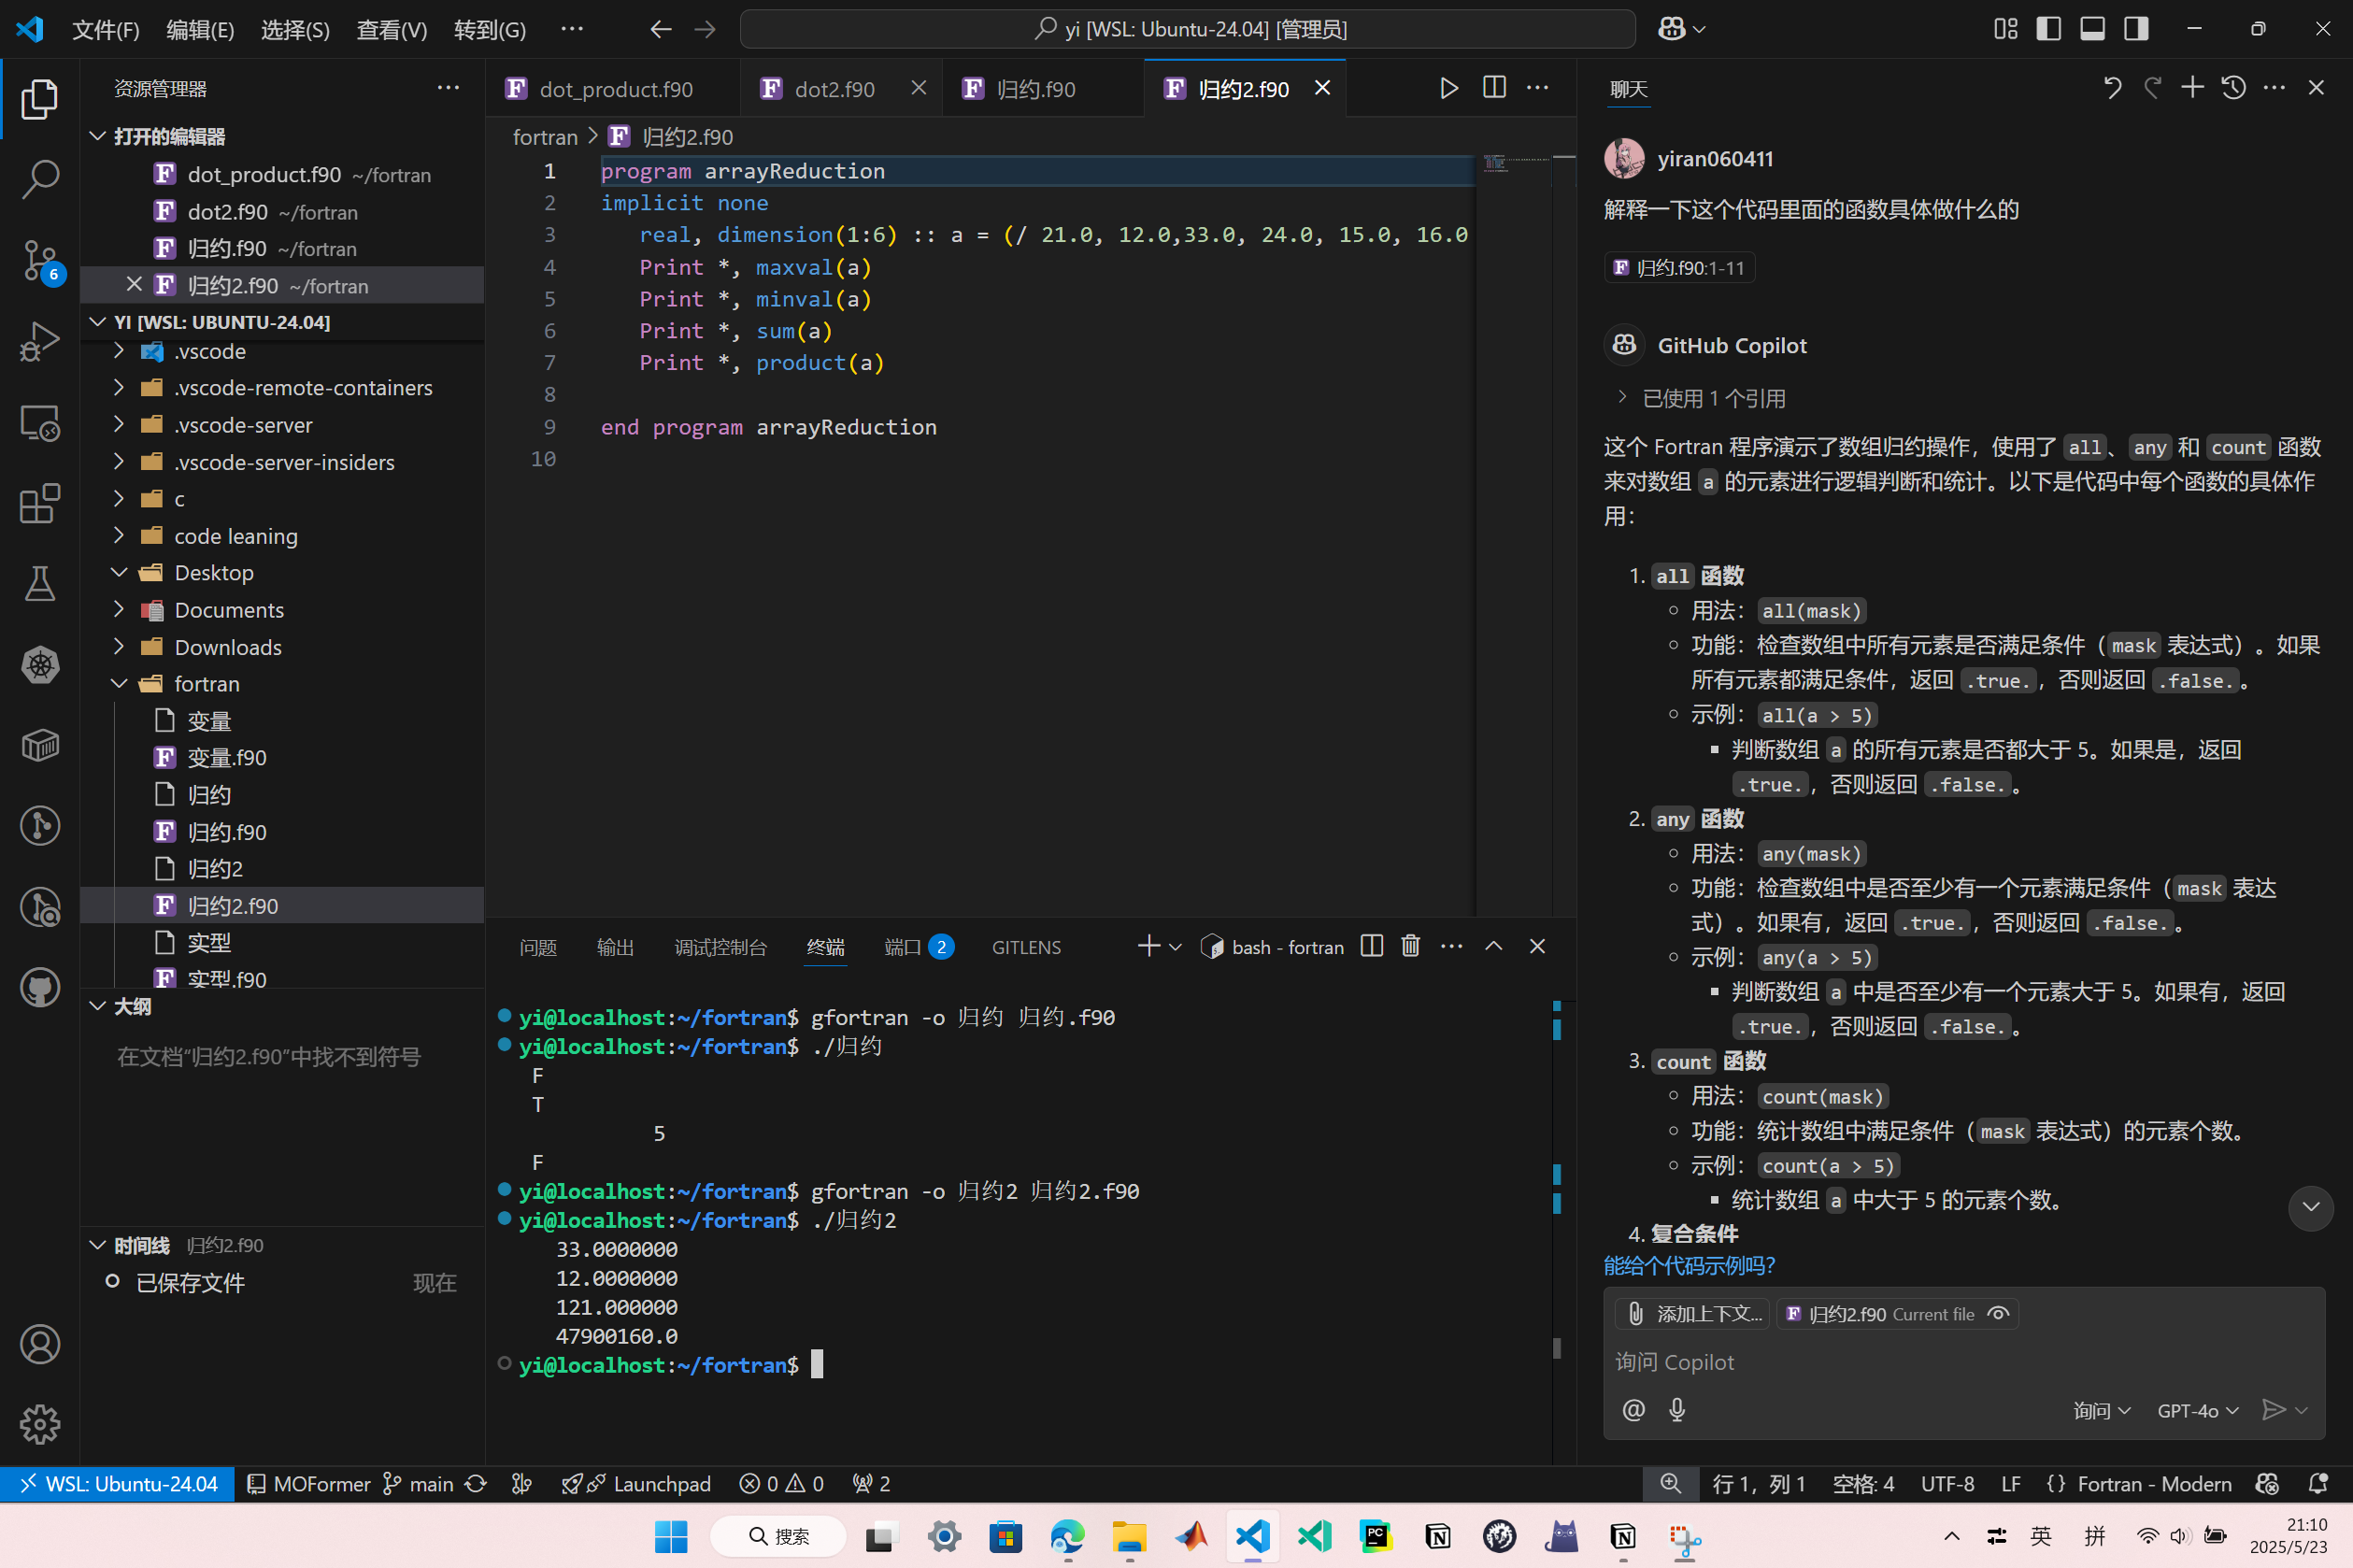 文件(F) 编辑(E) 选择(S) 查看(V) 转到(G) ··· yi [WSL: Ubuntu-24.04] [管理员]
资源管理器
打开的编辑器
dot_product.f90 ~/fortran
dot2.f90 ~/fortran
归约.f90 ~/fortran
归约2.f90 ~/fortran
YI [WSL: UBUNTU-24.04]
.vscode
.vscode-remote-containers
.vscode-server
.vscode-server-insiders
c
code leaning
Desktop
Documents
Downloads
fortran
变量
变量.f90
归约
归约.f90
归约2
归约2.f90
实型
实型.f90
大纲
在文档“归约2.f90”中找不到符号
时间线 归约2.f90
已保存文件 现在
6
dot_product.f90 dot2.f90 归约.f90 归约2.f90
fortran > 归约2.f90
1 program arrayReduction
2 implicit none
3 real, dimension(1:6) :: a = (/ 21.0, 12.0,33.0, 24.0, 15.0, 16.0
4 Print *, maxval(a)
5 Print *, minval(a)
6 Print *, sum(a)
7 Print *, product(a)
8
9 end program arrayReduction
10
问题 输出 调试控制台 终端 端口 2 GITLENS bash - fortran
yi@localhost:~/fortran$ gfortran -o 归约 归约.f90
yi@localhost:~/fortran$ ./归约
F
T
5
F
yi@localhost:~/fortran$ gfortran -o 归约2 归约2.f90
yi@localhost:~/fortran$ ./归约2
33.0000000
12.0000000
121.000000
47900160.0
yi@localhost:~/fortran$
聊天
yiran060411
解释一下这个代码里面的函数具体做什么的
归约.f90:1-11
GitHub Copilot
已使用 1 个引用
这个 Fortran 程序演示了数组归约操作，使用了 all、any 和 count 函数
来对数组 a 的元素进行逻辑判断和统计。以下是代码中每个函数的具体作
用：
1. all 函数
用法：all(mask)
功能：检查数组中所有元素是否满足条件（mask 表达式）。如果
所有元素都满足条件，返回 .true.，否则返回 .false.。
示例：all(a > 5)
判断数组 a 的所有元素是否都大于 5。如果是，返回
.true.，否则返回 .false.。
2. any 函数
用法：any(mask)
功能：检查数组中是否至少有一个元素满足条件（mask 表达
式）。如果有，返回 .true.，否则返回 .false.。
示例：any(a > 5)
判断数组 a 中是否至少有一个元素大于 5。如果有，返回
.true.，否则返回 .false.。
3. count 函数
用法：count(mask)
功能：统计数组中满足条件（mask 表达式）的元素个数。
示例：count(a > 5)
统计数组 a 中大于 5 的元素个数。
4. 复合条件
能给个代码示例吗?
添加上下文... 归约2.f90 Current file
询问 Copilot
@ 询问 GPT-4o
WSL: Ubuntu-24.04 MOFormer main Launchpad 0 0 2 行 1，列 1 空格: 4 UTF-8 LF {} Fortran - Modern
搜索 PC 英 拼 21:10
2025/5/23